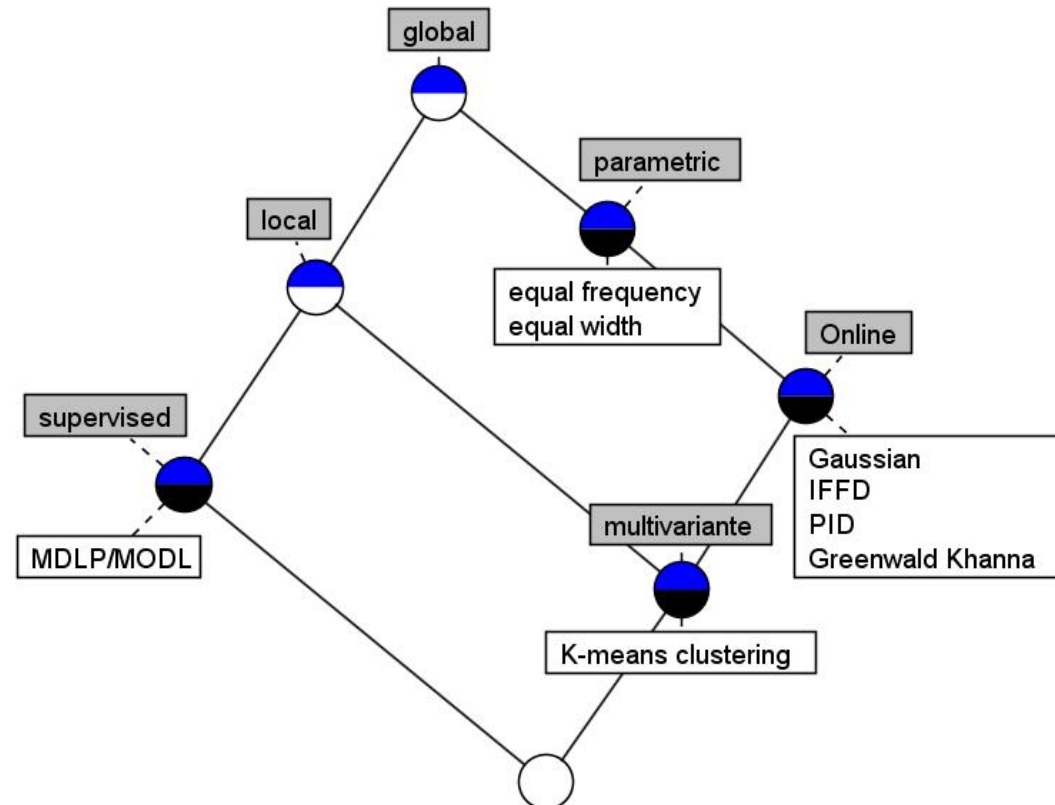 global
parametric
local
equal frequency
equal width
Online
supervised
Gaussian
IFFD
PID
Greenwald Khanna
multivariante
MDLP/MODL
K-means clustering